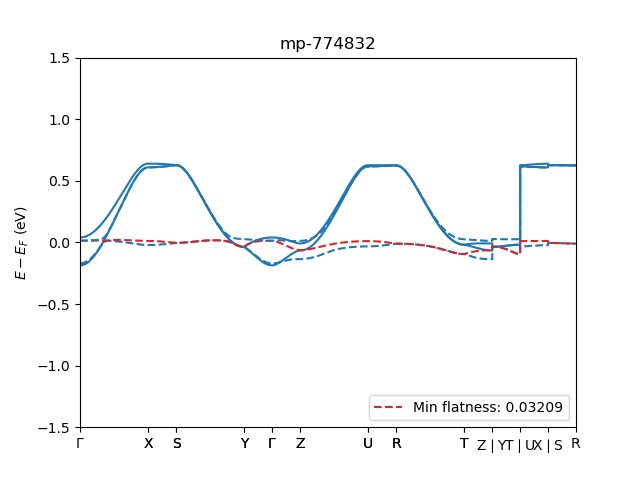 mp-774832
1.5
1.0
0.5
0.0
−0.5
−1.0
−1.5
E − E_F (eV)
Min flatness: 0.03209
Γ X S Y Γ Z U R T Z | YT | UX | S R